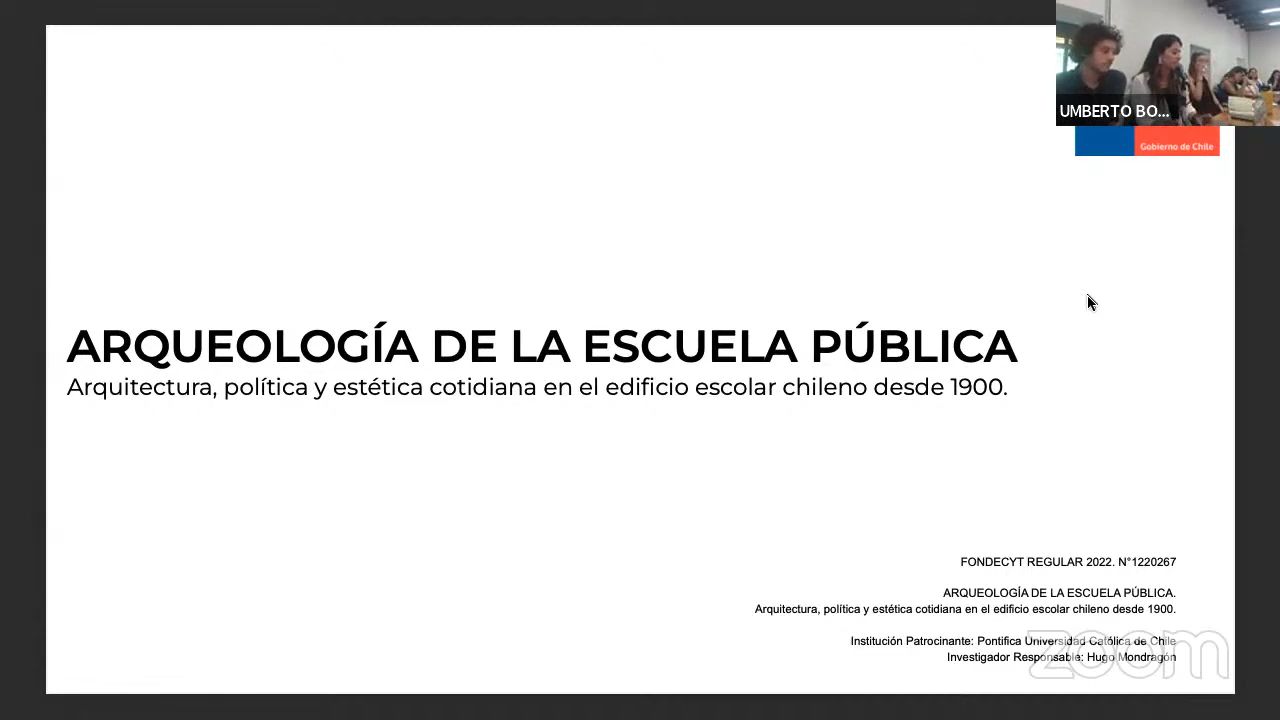 UMBERTO BO...
Gobierno de Chile
ARQUEOLOGÍA DE LA ESCUELA PÚBLICA
Arquitectura, política y estética cotidiana en el edificio escolar chileno desde 1900.
FONDECYT REGULAR 2022. N°1220267
ARQUEOLOGÍA DE LA ESCUELA PÚBLICA.
Arquitectura, política y estética cotidiana en el edificio escolar chileno desde 1900.
Institución Patrocinante: Pontifica Universidad Católica de Chile
Investigador Responsable: Hugo Mondragón
zoom